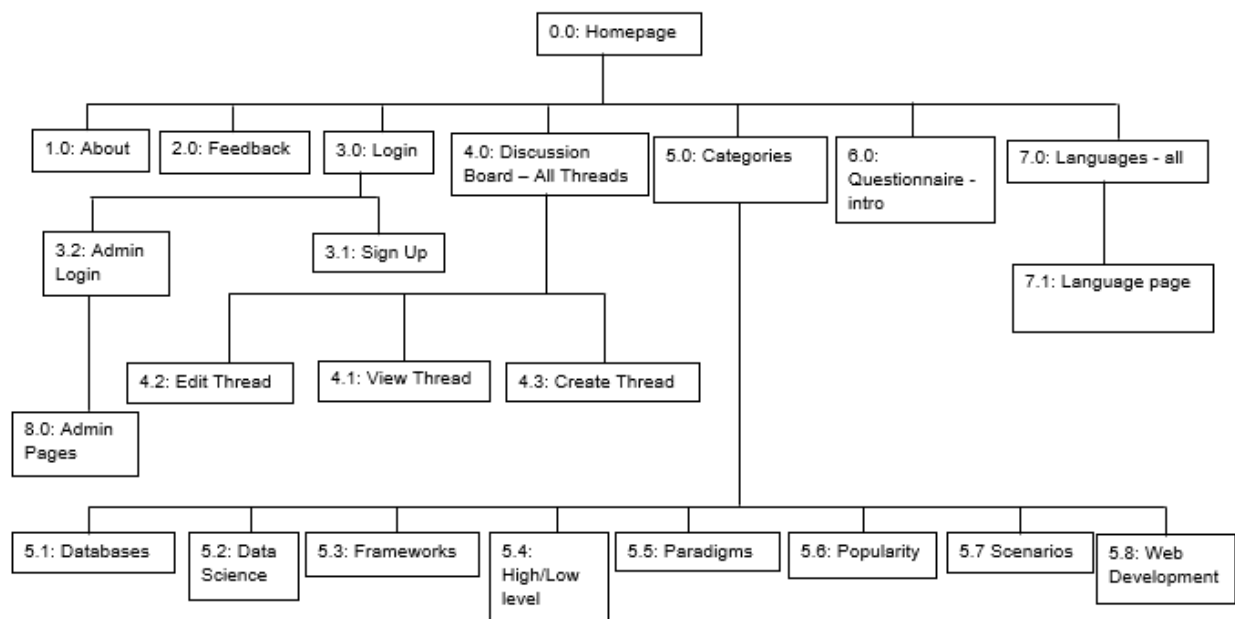 0.0: Homepage
1.0: About
2.0: Feedback
3.0: Login
4.0: Discussion
Board – All Threads
5.0: Categories
6.0:
Questionnaire -
intro
7.0: Languages - all
3.2: Admin
Login
3.1: Sign Up
7.1: Language page
4.2: Edit Thread
4.1: View Thread
4.3: Create Thread
8.0: Admin
Pages
5.1: Databases
5.2: Data
Science
5.3: Frameworks
5.4:
High/Low
level
5.5: Paradigms
5.6: Popularity
5.7 Scenarios
5.8: Web
Development